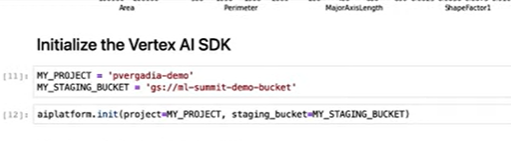 Area Perimeter MajorAxisLength ShapeFactor1
Initialize the Vertex AI SDK
[11]: MY_PROJECT = 'pvergadia-demo'
MY_STAGING_BUCKET = 'gs://ml-summit-demo-bucket'
[12]: aiplatform.init(project=MY_PROJECT, staging_bucket=MY_STAGING_BUCKET)